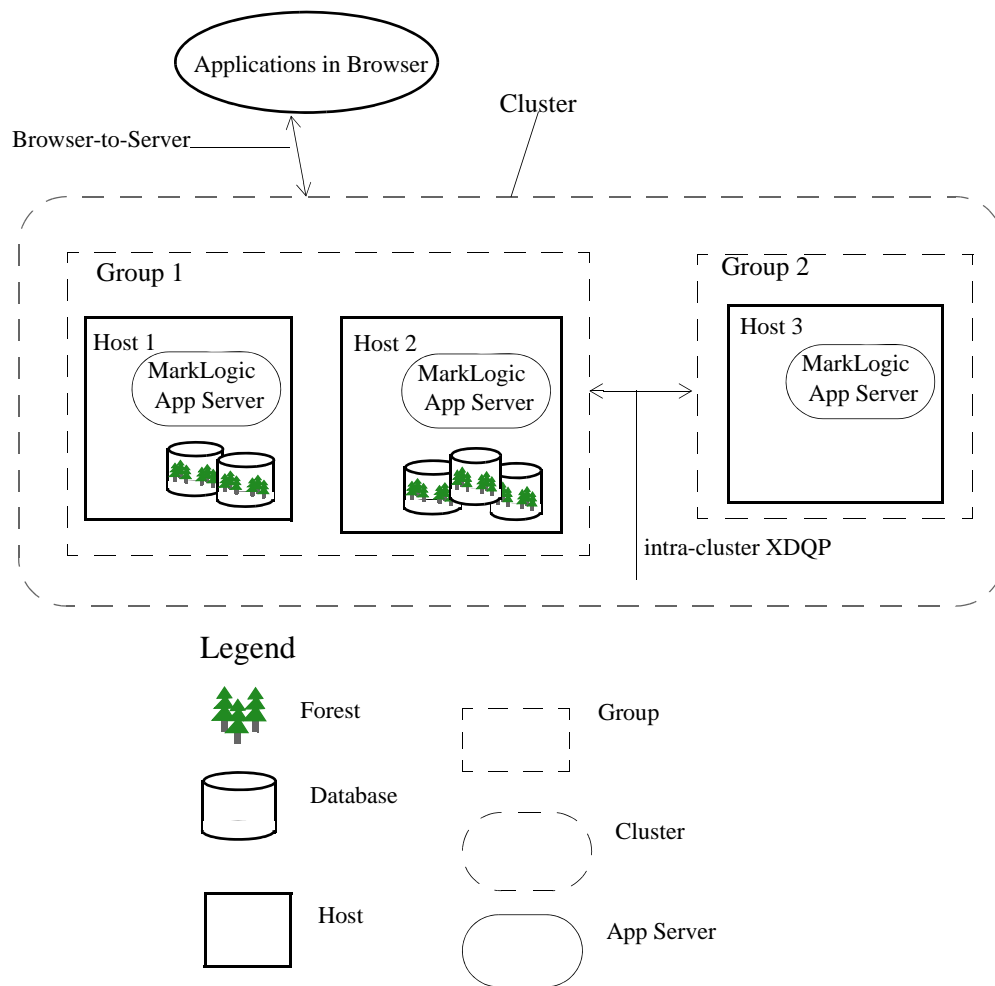 Applications in Browser
Cluster
Browser-to-Server
Group 1
Group 2
Host 1
MarkLogic
App Server
Host 2
MarkLogic
App Server
Host 3
MarkLogic
App Server
intra-cluster XDQP
Legend
Forest
Group
Database
Cluster
Host
App Server